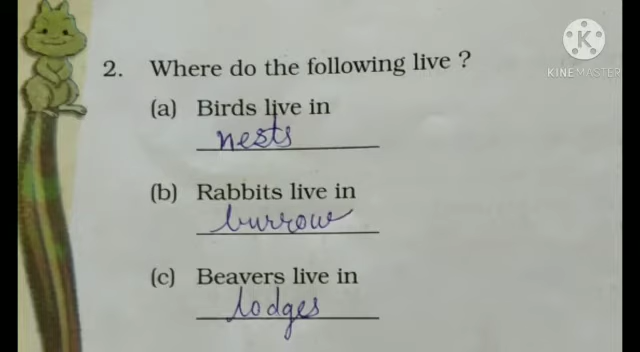 KINEMASTER
2. Where do the following live ?
(a) Birds live in
nests
(b) Rabbits live in
burrow
(c) Beavers live in
lodges